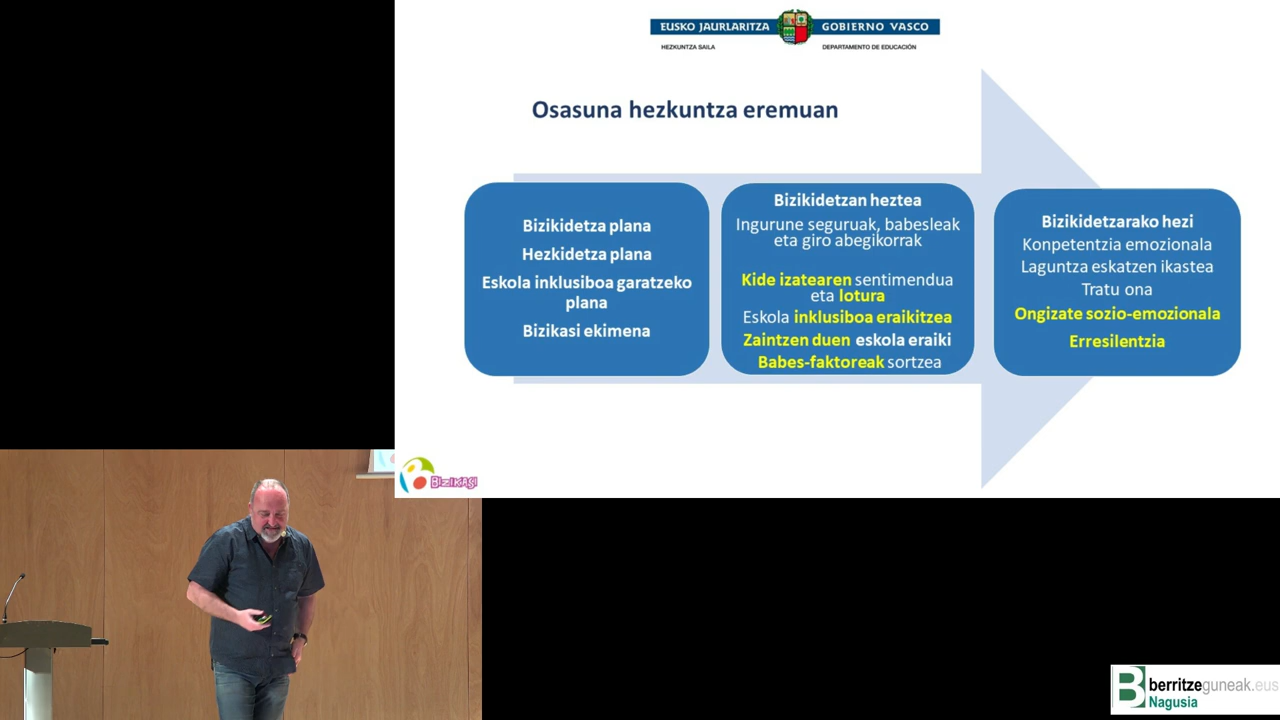 EUSKO JAURLARITZA
GOBIERNO VASCO
HEZKUNTZA SAILA
DEPARTAMENTO DE EDUCACIÓN
Osasuna hezkuntza eremuan
Bizikidetza plana
Hezkidetza plana
Eskola inklusiboa garatzeko
plana
Bizikasi ekimena
Bizikidetzan heztea
Ingurune seguruak, babesleak
eta giro abegikorrak
Kide izatearen sentimendua
eta lotura
Eskola inklusiboa eraikitzea
Zaintzen duen eskola eraiki
Babes-faktoreak sortzea
Bizikidetzarako hezi
Konpetentzia emozionala
Laguntza eskatzen ikastea
Tratu ona
Ongizate sozio-emozionala
Erresilentzia
BIZIKASI
berritzeguneak.eus
Nagusia